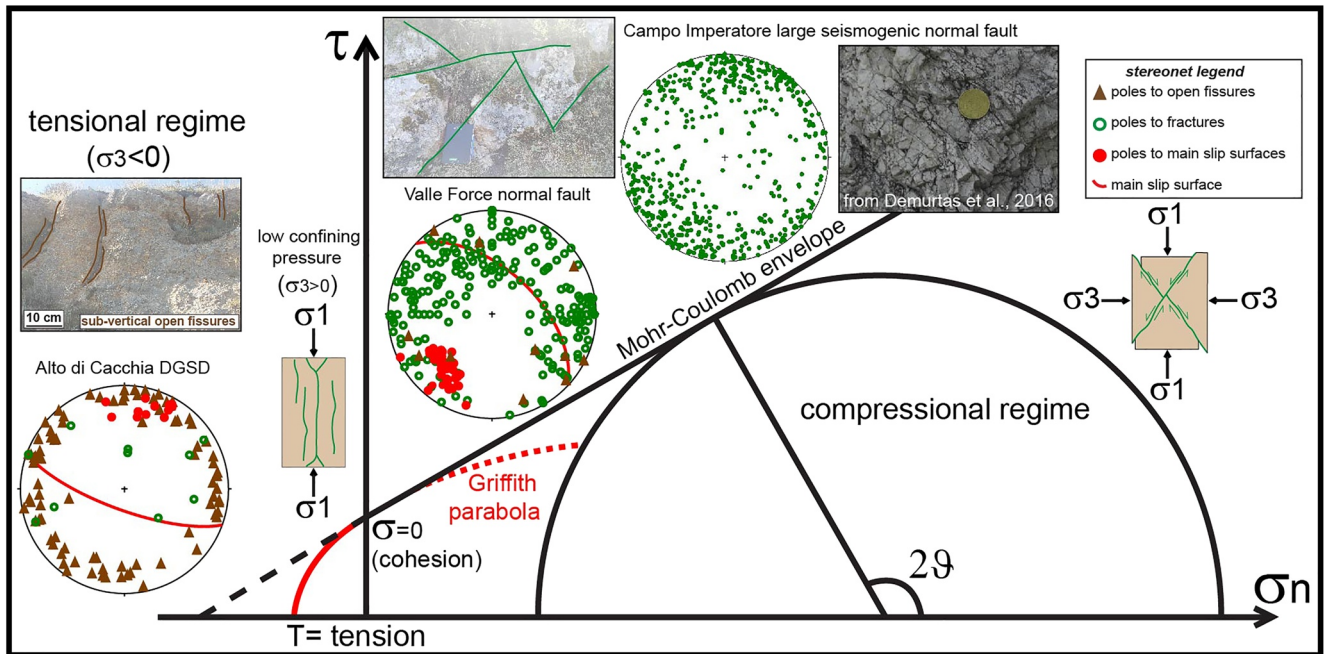 τ
Campo Imperatore large seismogenic normal fault
stereonet legend
poles to open fissures
poles to fractures
poles to main slip surfaces
main slip surface
from Demurtas et al., 2016
tensional regime
(σ3<0)
10 cm
sub-vertical open fissures
Alto di Cacchia DGSD
low confining
pressure
(σ3>0)
σ1
σ1
Valle Force normal fault
Mohr-Coulomb envelope
σ1
σ3
σ3
σ1
compressional regime
Griffith
parabola
σ=0
(cohesion)
2ϑ
σn
T= tension